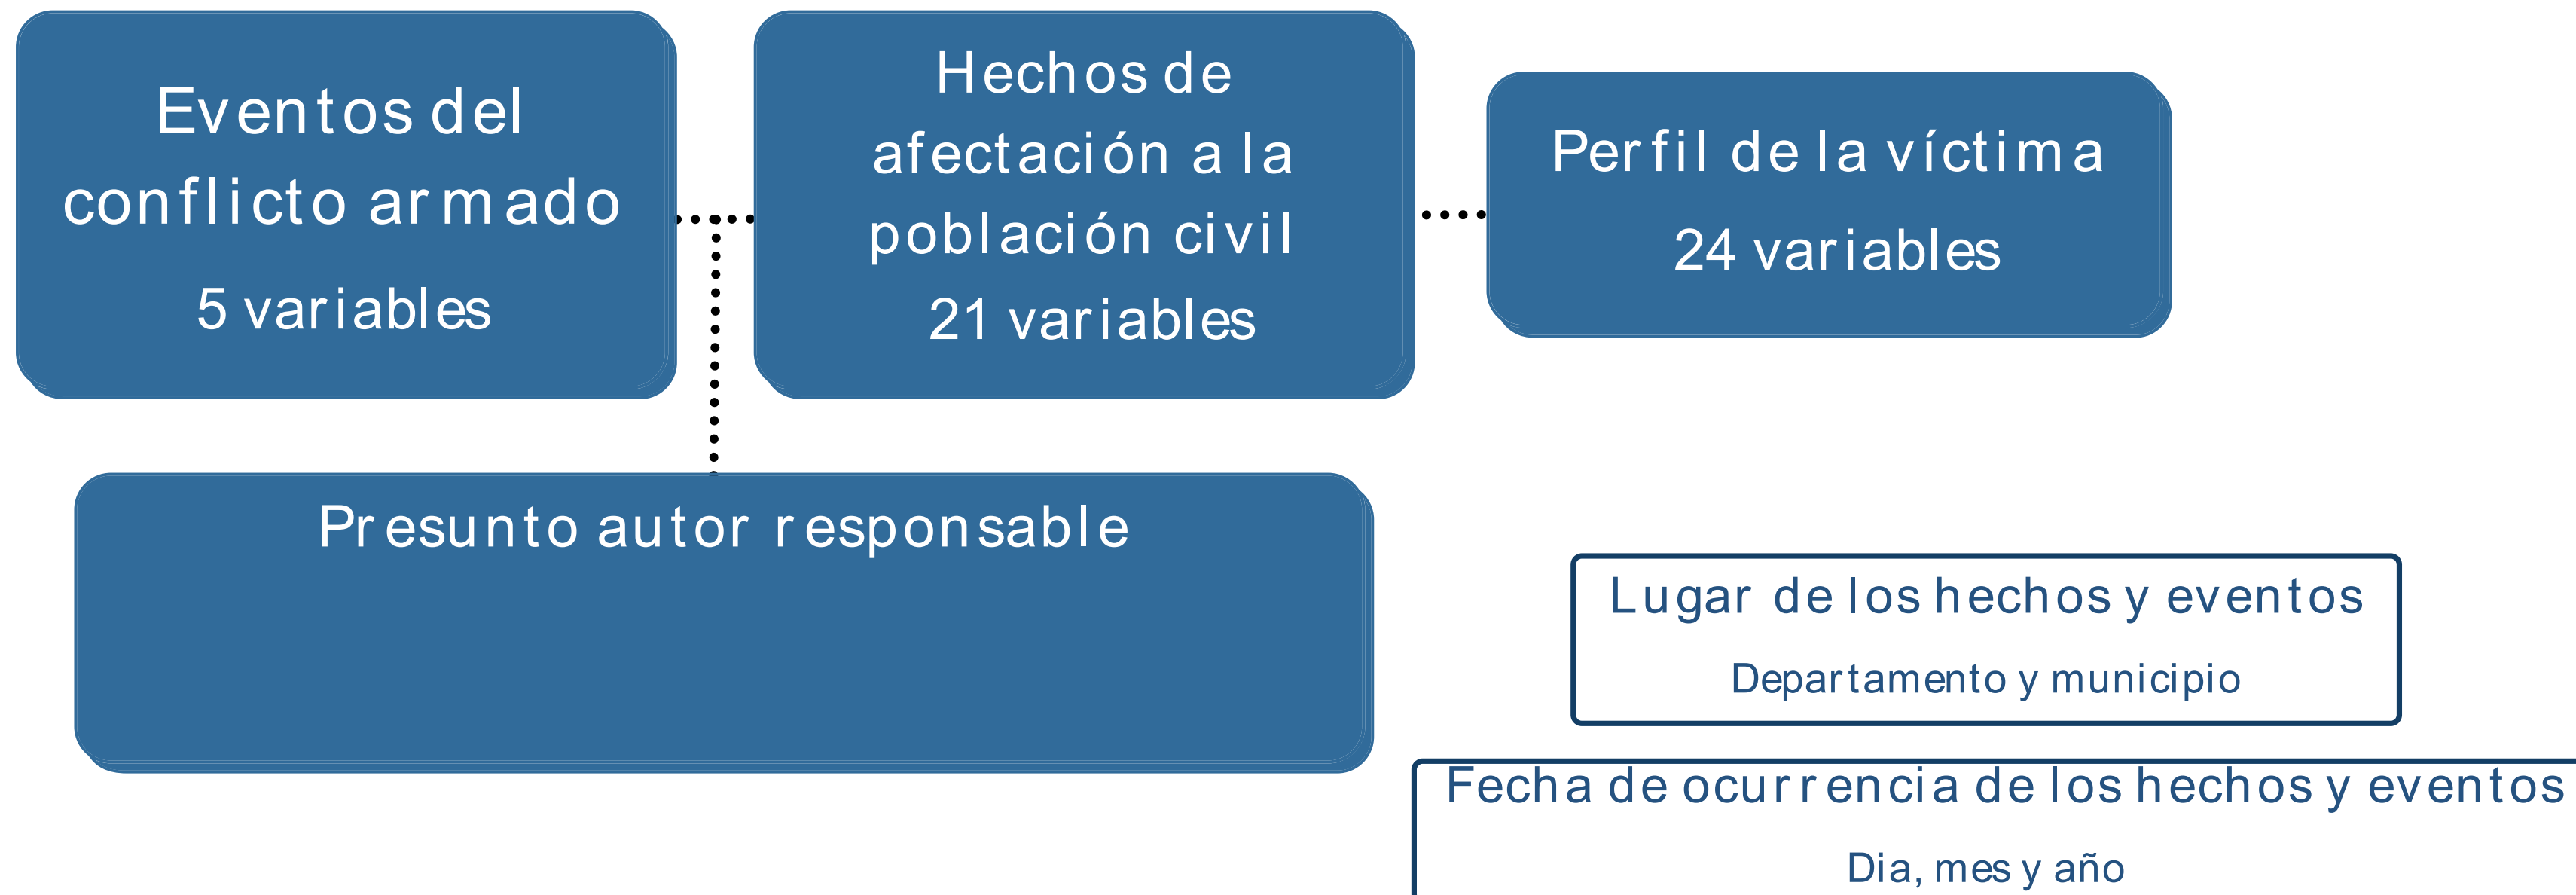 Eventos del
conflicto armado
5 variables
Hechos de
afectación a la
población civil
21 variables
Perfil de la víctima
24 variables
Presunto autor responsable
Lugar de los hechos y eventos
Departamento y municipio
Fecha de ocurrencia de los hechos y eventos
Dia, mes y año